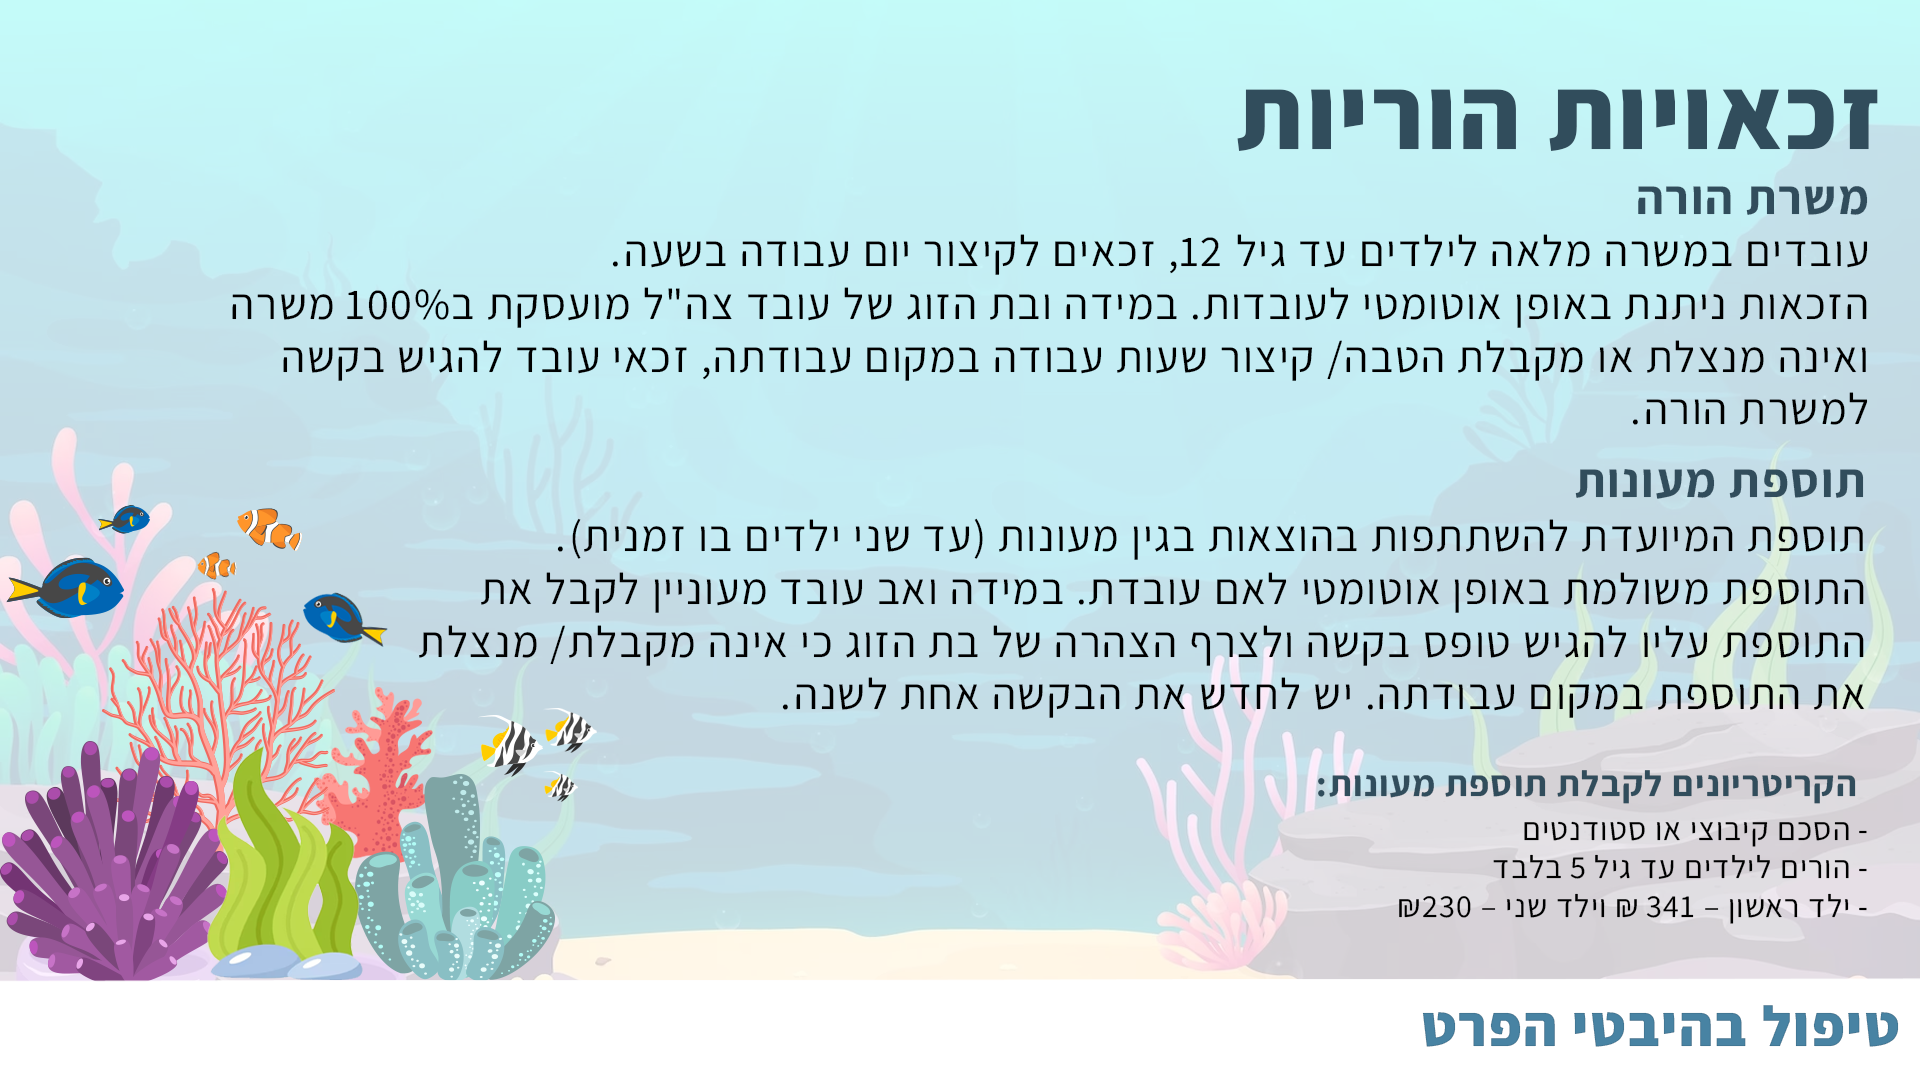 זכאויות הוריות
משרת הורה
עובדים במשרה מלאה לילדים עד גיל 12, זכאים לקיצור יום עבודה בשעה.
הזכאות ניתנת באופן אוטומטי לעובדות. במידה ובת הזוג של עובד צה"ל מועסקת ב100% משרה
ואינה מנצלת או מקבלת הטבה/ קיצור שעות עבודה במקום עבודתה, זכאי עובד להגיש בקשה
למשרת הורה.
תוספת מעונות
תוספת המיועדת להשתתפות בהוצאות בגין מעונות (עד שני ילדים בו זמנית).
התוספת משולמת באופן אוטומטי לאם עובדת. במידה ואב עובד מעוניין לקבל את
התוספת עליו להגיש טופס בקשה ולצרף הצהרה של בת הזוג כי אינה מקבלת/ מנצלת
את התוספת במקום עבודתה. יש לחדש את הבקשה אחת לשנה.
הקריטריונים לקבלת תוספת מעונות:
- הסכם קיבוצי או סטודנטים
- הורים לילדים עד גיל 5 בלבד
- ילד ראשון – 341 ₪ וילד שני – 230₪
טיפול בהיבטי הפרט